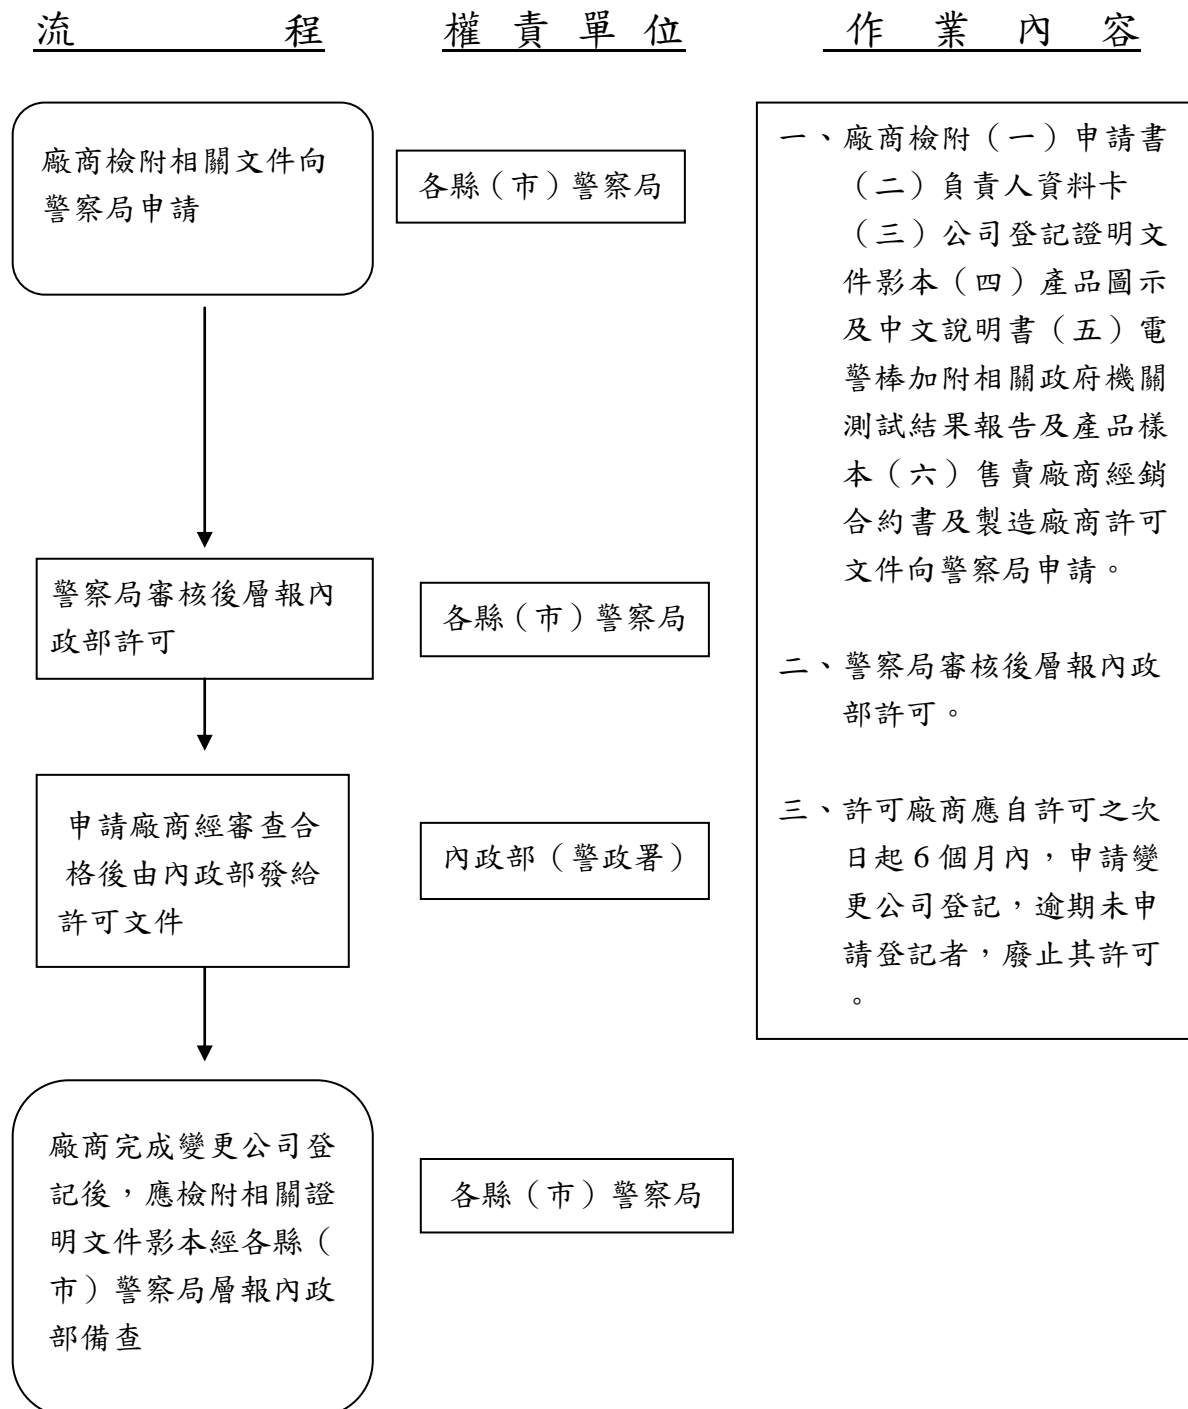 流程
權責單位
作業內容
廠商檢附相關文件向
警察局申請
各縣（市）警察局
一、廠商檢附（一）申請書
（二）負責人資料卡
（三）公司登記證明文
件影本（四）產品圖示
及中文說明書（五）電
警棒加附相關政府機關
測試結果報告及產品樣
本（六）售賣廠商經銷
合約書及製造廠商許可
文件向警察局申請。
警察局審核後層報內
政部許可
各縣（市）警察局
二、警察局審核後層報內政
部許可。
申請廠商經審查合
格後由內政部發給
許可文件
內政部（警政署）
三、許可廠商應自許可之次
日起6個月內，申請變
更公司登記，逾期未申
請登記者，廢止其許可
。
廠商完成變更公司登
記後，應檢附相關證
明文件影本經各縣（
市）警察局層報內政
部備查
各縣（市）警察局